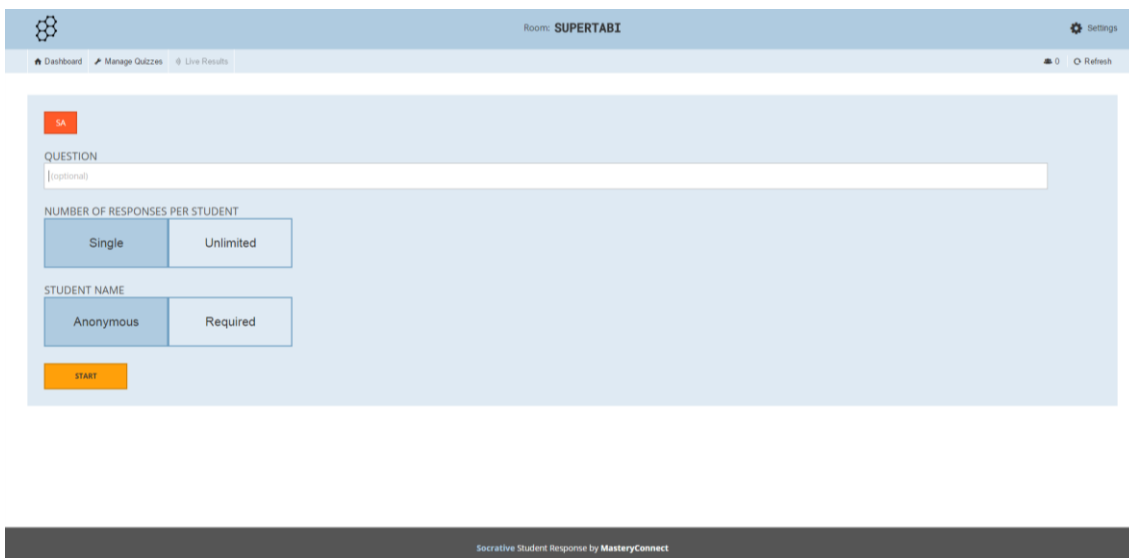 Room: SUPERTABI
Settings
Dashboard Manage Quizzes Live Results
0 Refresh
SA
QUESTION
(optional)
NUMBER OF RESPONSES PER STUDENT
Single Unlimited
STUDENT NAME
Anonymous Required
START
Socrative Student Response by MasteryConnect